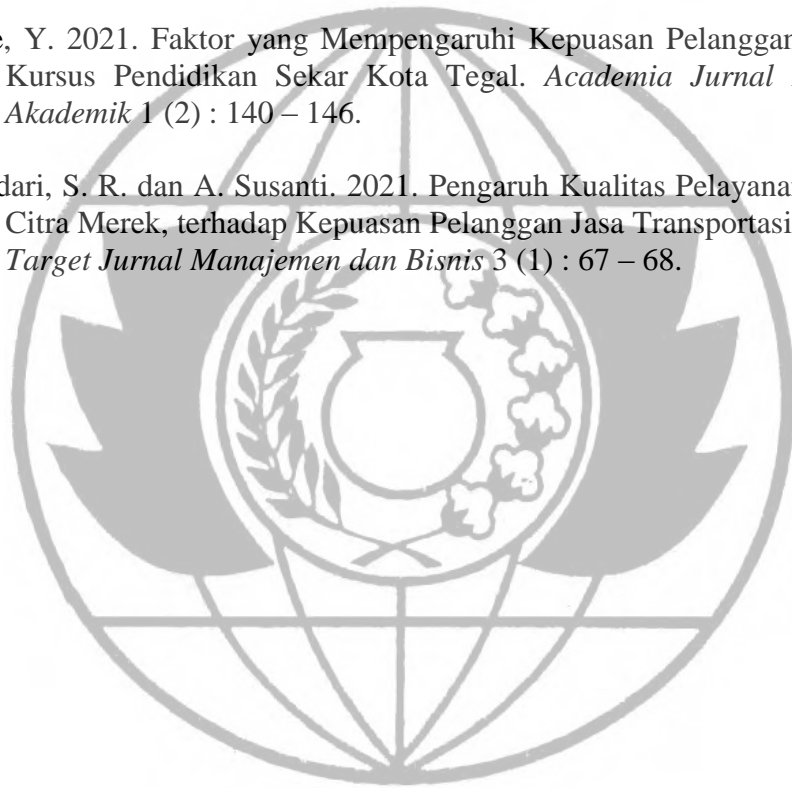 e, Y. 2021. Faktor yang Mempengaruhi Kepuasan Pelanggan
Kursus Pendidikan Sekar Kota Tegal. Academia Jurnal
Akademik 1 (2) : 140 – 146.
dari, S. R. dan A. Susanti. 2021. Pengaruh Kualitas Pelayanan
Citra Merek, terhadap Kepuasan Pelanggan Jasa Transportasi
Target Jurnal Manajemen dan Bisnis 3 (1) : 67 – 68.